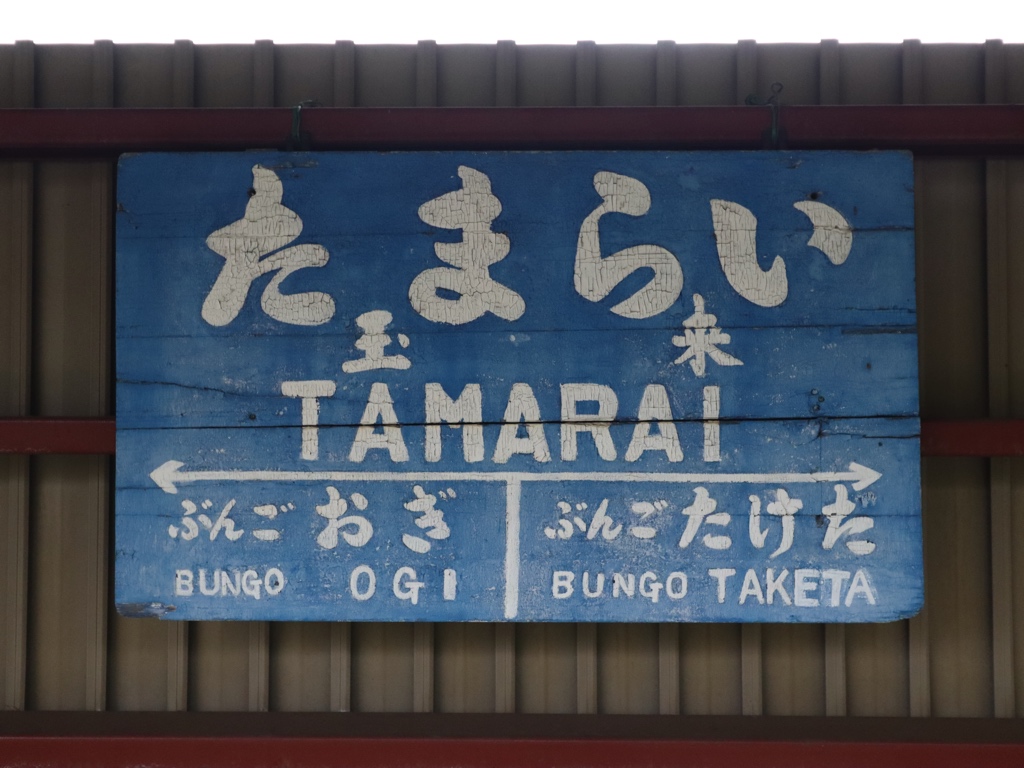 たまらい
玉来
TAMARAI
ぶんご おぎ
BUNGO OGI
ぶんご たけだ
BUNGO TAKETA